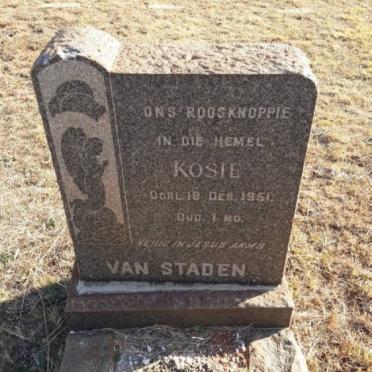 ONS ROOSKNOPPIE
IN DIE HEMEL
KOSIE
OORL. 18 DES. 1951.
OUD. 1 MD.
VEILIG IN JESUS ARMS
VAN STADEN